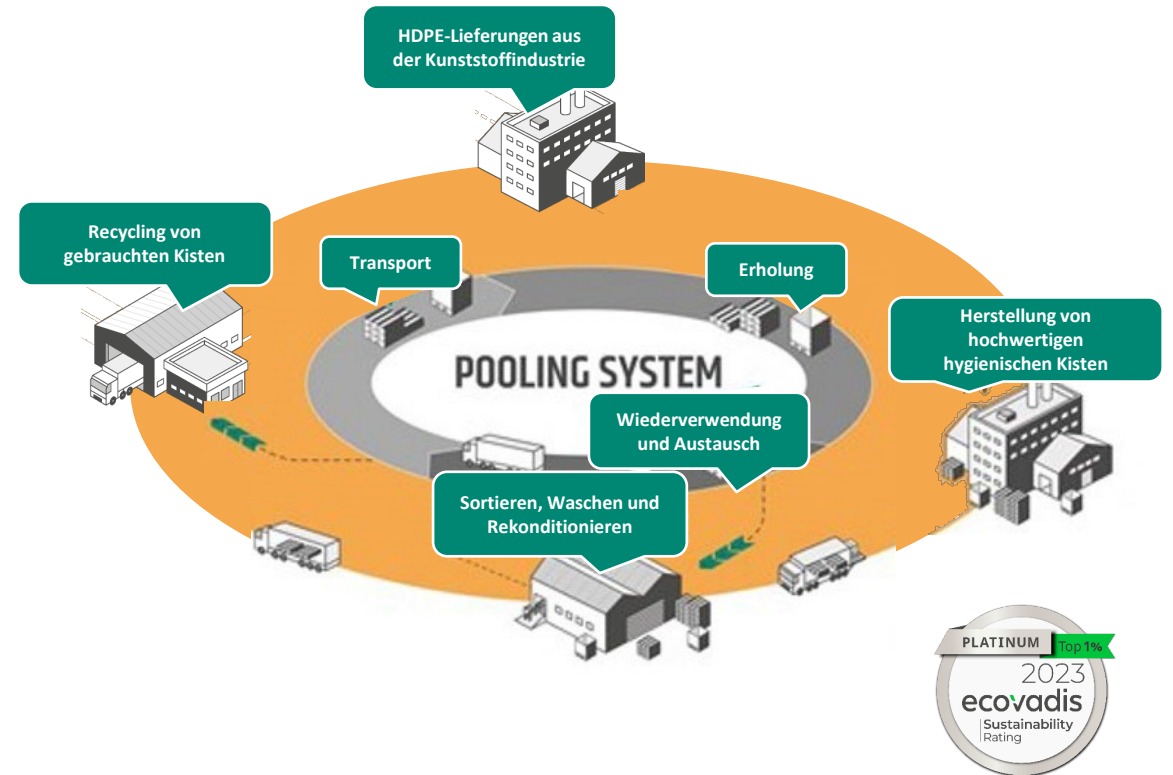 HDPE-Lieferungen aus
der Kunststoffindustrie
Recycling von
gebrauchten Kisten
Transport
Erholung
Herstellung von
hochwertigen
hygienischen Kisten
POOLING SYSTEM
Wiederverwendung
und Austausch
Sortieren, Waschen und
Rekonditionieren
PLATINUM
Top 1%
2023
ecovadis
Sustainability
Rating